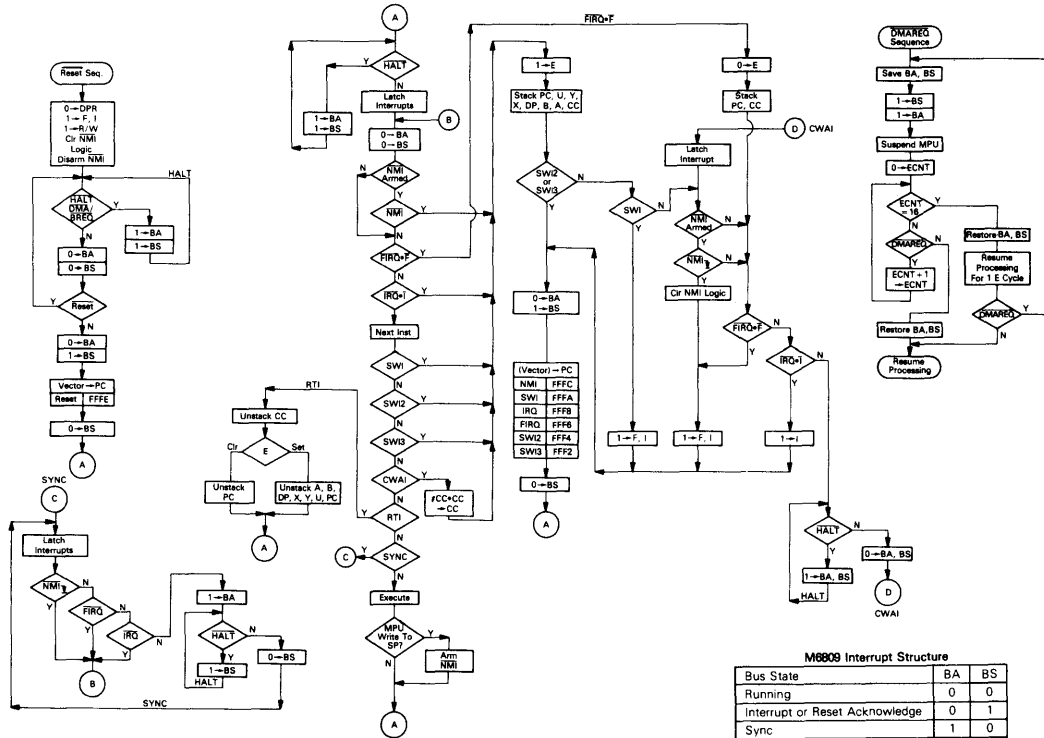 Reset Seq.
0→DPR
1→F, I
1→R/W
Clr NMI
Logic
Disarm NMI
HALT
HALT
DMA/
BREQ
Y
N
1→BA
1→BS
0→BA
0→BS
Reset
Y
N
0→BA
1→BS
Vector→PC
Reset FFFE
0→BS
A
SYNC
C
Latch
Interrupts
NMI
N
Y
FIRQ
N
Y
IRQ
N
Y
B
1→BA
HALT
N
Y
1→BS
HALT
0→BS
SYNC
A
HALT
Y
N
1→BA
1→BS
Latch
Interrupts
B
0→BA
0→BS
NMI
Armed
N
Y
NMI
Y
N
FIRQ•F
Y
N
IRQ•I
Y
N
Next Inst
SWI
Y
N
SWI2
Y
N
SWI3
Y
N
CWAI
Y
N
rCC•CC
→CC
RTI
Y
N
SYNC
Y
C
N
Execute
MPU
Write To
SP?
Y
N
Arm
NMI
A
RTI
Unstack CC
Clr
E
Set
Unstack
PC
Unstack A, B,
DP, X, Y, U, PC
A
FIRQ•F
1→E
Stack PC, U, Y,
X, DP, B, A, CC
SWI2
or
SWI3
N
Y
0→BA
1→BS
(Vector)→PC
NMI FFFC
SWI FFFA
IRQ FFF8
FIRQ FFF6
SWI2 FFF4
SWI3 FFF2
0→BS
A
SWI
N
Y
1→F, I
0→E
Stack
PC, CC
D CWAI
Latch
Interrupt
NMI
Armed
N
Y
NMI
N
Y
Clr NMI Logic
FIRQ•F
N
Y
IRQ•I
N
Y
1→F, I
1→I
HALT
N
Y
1→BA, BS
HALT
0→BA, BS
D
CWAI
DMAREQ
Sequence
Save BA, BS
1→BS
1→BA
Suspend MPU
0→ECNT
ECNT
= 16
Y
N
DMAREQ
N
Y
ECNT + 1
→ECNT
Restore BA, BS
Resume
Processing
For 1 E Cycle
DMAREQ
Y
N
Restore BA,BS
Resume
Processing
M6809 Interrupt Structure
Bus State BA BS
Running 0 0
Interrupt or Reset Acknowledge 0 1
Sync 1 0